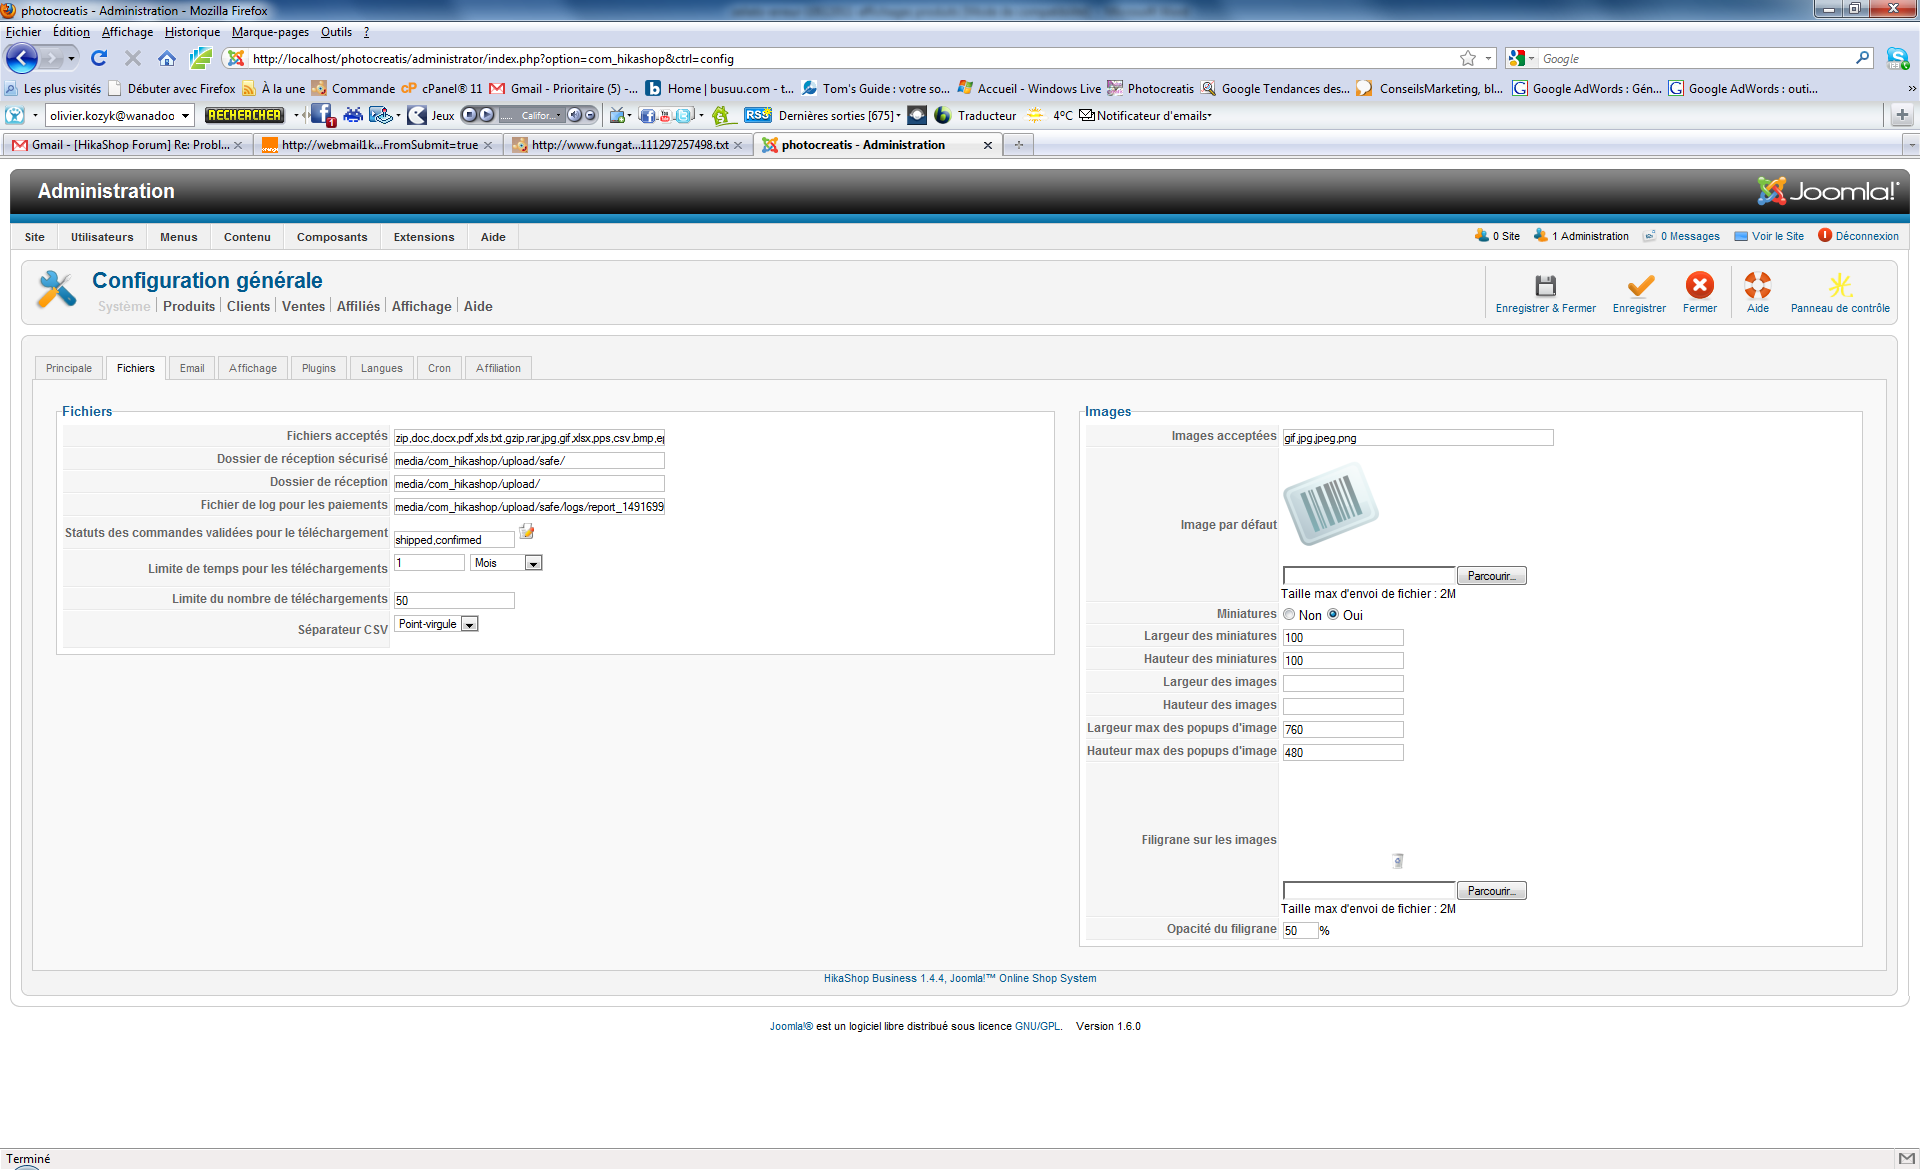 photocreatis - Administration - Mozilla Firefox
Fichier Édition Affichage Historique Marque-pages Outils ?
http://localhost/photocreatis/administrator/index.php?option=com_hikashop&ctrl=config
Google
Les plus visités Débuter avec Firefox À la une Commande cPanel® 11 Gmail - Prioritaire (5) -... Home | busuu.com - t... Tom's Guide : votre so... Accueil - Windows Live Photocreatis Google Tendances des... ConseilsMarketing, bl... Google AdWords : Gén... Google AdWords : outi... »
olivier.kozyk@wanadoo RECHERCHER Jeux Califor... RSS Dernières sorties [675] Traducteur 4°C Notificateur d'emails
Gmail - [HikaShop Forum] Re: Probl... http://webmail1k...FromSubmit=true http://www.fungat...111297257498.txt photocreatis - Administration
Administration
Joomla!
Site Utilisateurs Menus Contenu Composants Extensions Aide
0 Site 1 Administration 0 Messages Voir le Site Déconnexion
Configuration générale
Système Produits Clients Ventes Affiliés Affichage Aide
Enregistrer & Fermer Enregistrer Fermer Aide Panneau de contrôle
Principale Fichiers Email Affichage Plugins Langues Cron Affiliation
Fichiers
Fichiers acceptés zip,doc,docx,pdf,xls,txt,gzip,rar,jpg,gif,xlsx,pps,csv,bmp,ep
Dossier de réception sécurisé media/com_hikashop/upload/safe/
Dossier de réception media/com_hikashop/upload/
Fichier de log pour les paiements media/com_hikashop/upload/safe/logs/report_1491699
Statuts des commandes validées pour le téléchargement shipped,confirmed
Limite de temps pour les téléchargements 1 Mois
Limite du nombre de téléchargements 50
Séparateur CSV Point-virgule
Images
Images acceptées gif,jpg,jpeg,png
Image par défaut
Parcourir...
Taille max d'envoi de fichier : 2M
Miniatures Non Oui
Largeur des miniatures 100
Hauteur des miniatures 100
Largeur des images
Hauteur des images
Largeur max des popups d'image 760
Hauteur max des popups d'image 480
Filigrane sur les images
Parcourir...
Taille max d'envoi de fichier : 2M
Opacité du filigrane 50 %
HikaShop Business 1.4.4, Joomla!™ Online Shop System
Joomla!® est un logiciel libre distribué sous licence GNU/GPL. Version 1.6.0
Terminé